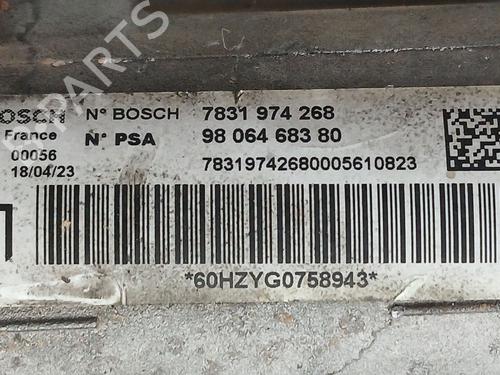 BOSCH N° BOSCH 7831 974 268
France N° PSA 98 064 683 80
00056 78319742680005610823
18/04/23
*60HZYG0758943*
PARTS